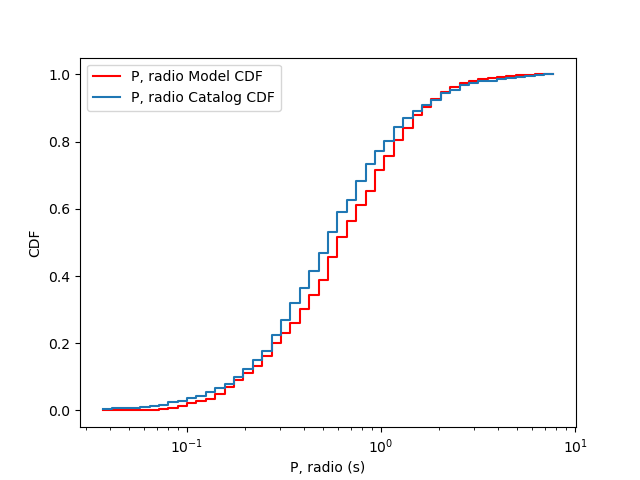 P, radio Model CDF
P, radio Catalog CDF
1.0
0.8
0.6
0.4
0.2
0.0
CDF
10⁻¹ 10⁰ 10¹
P, radio (s)